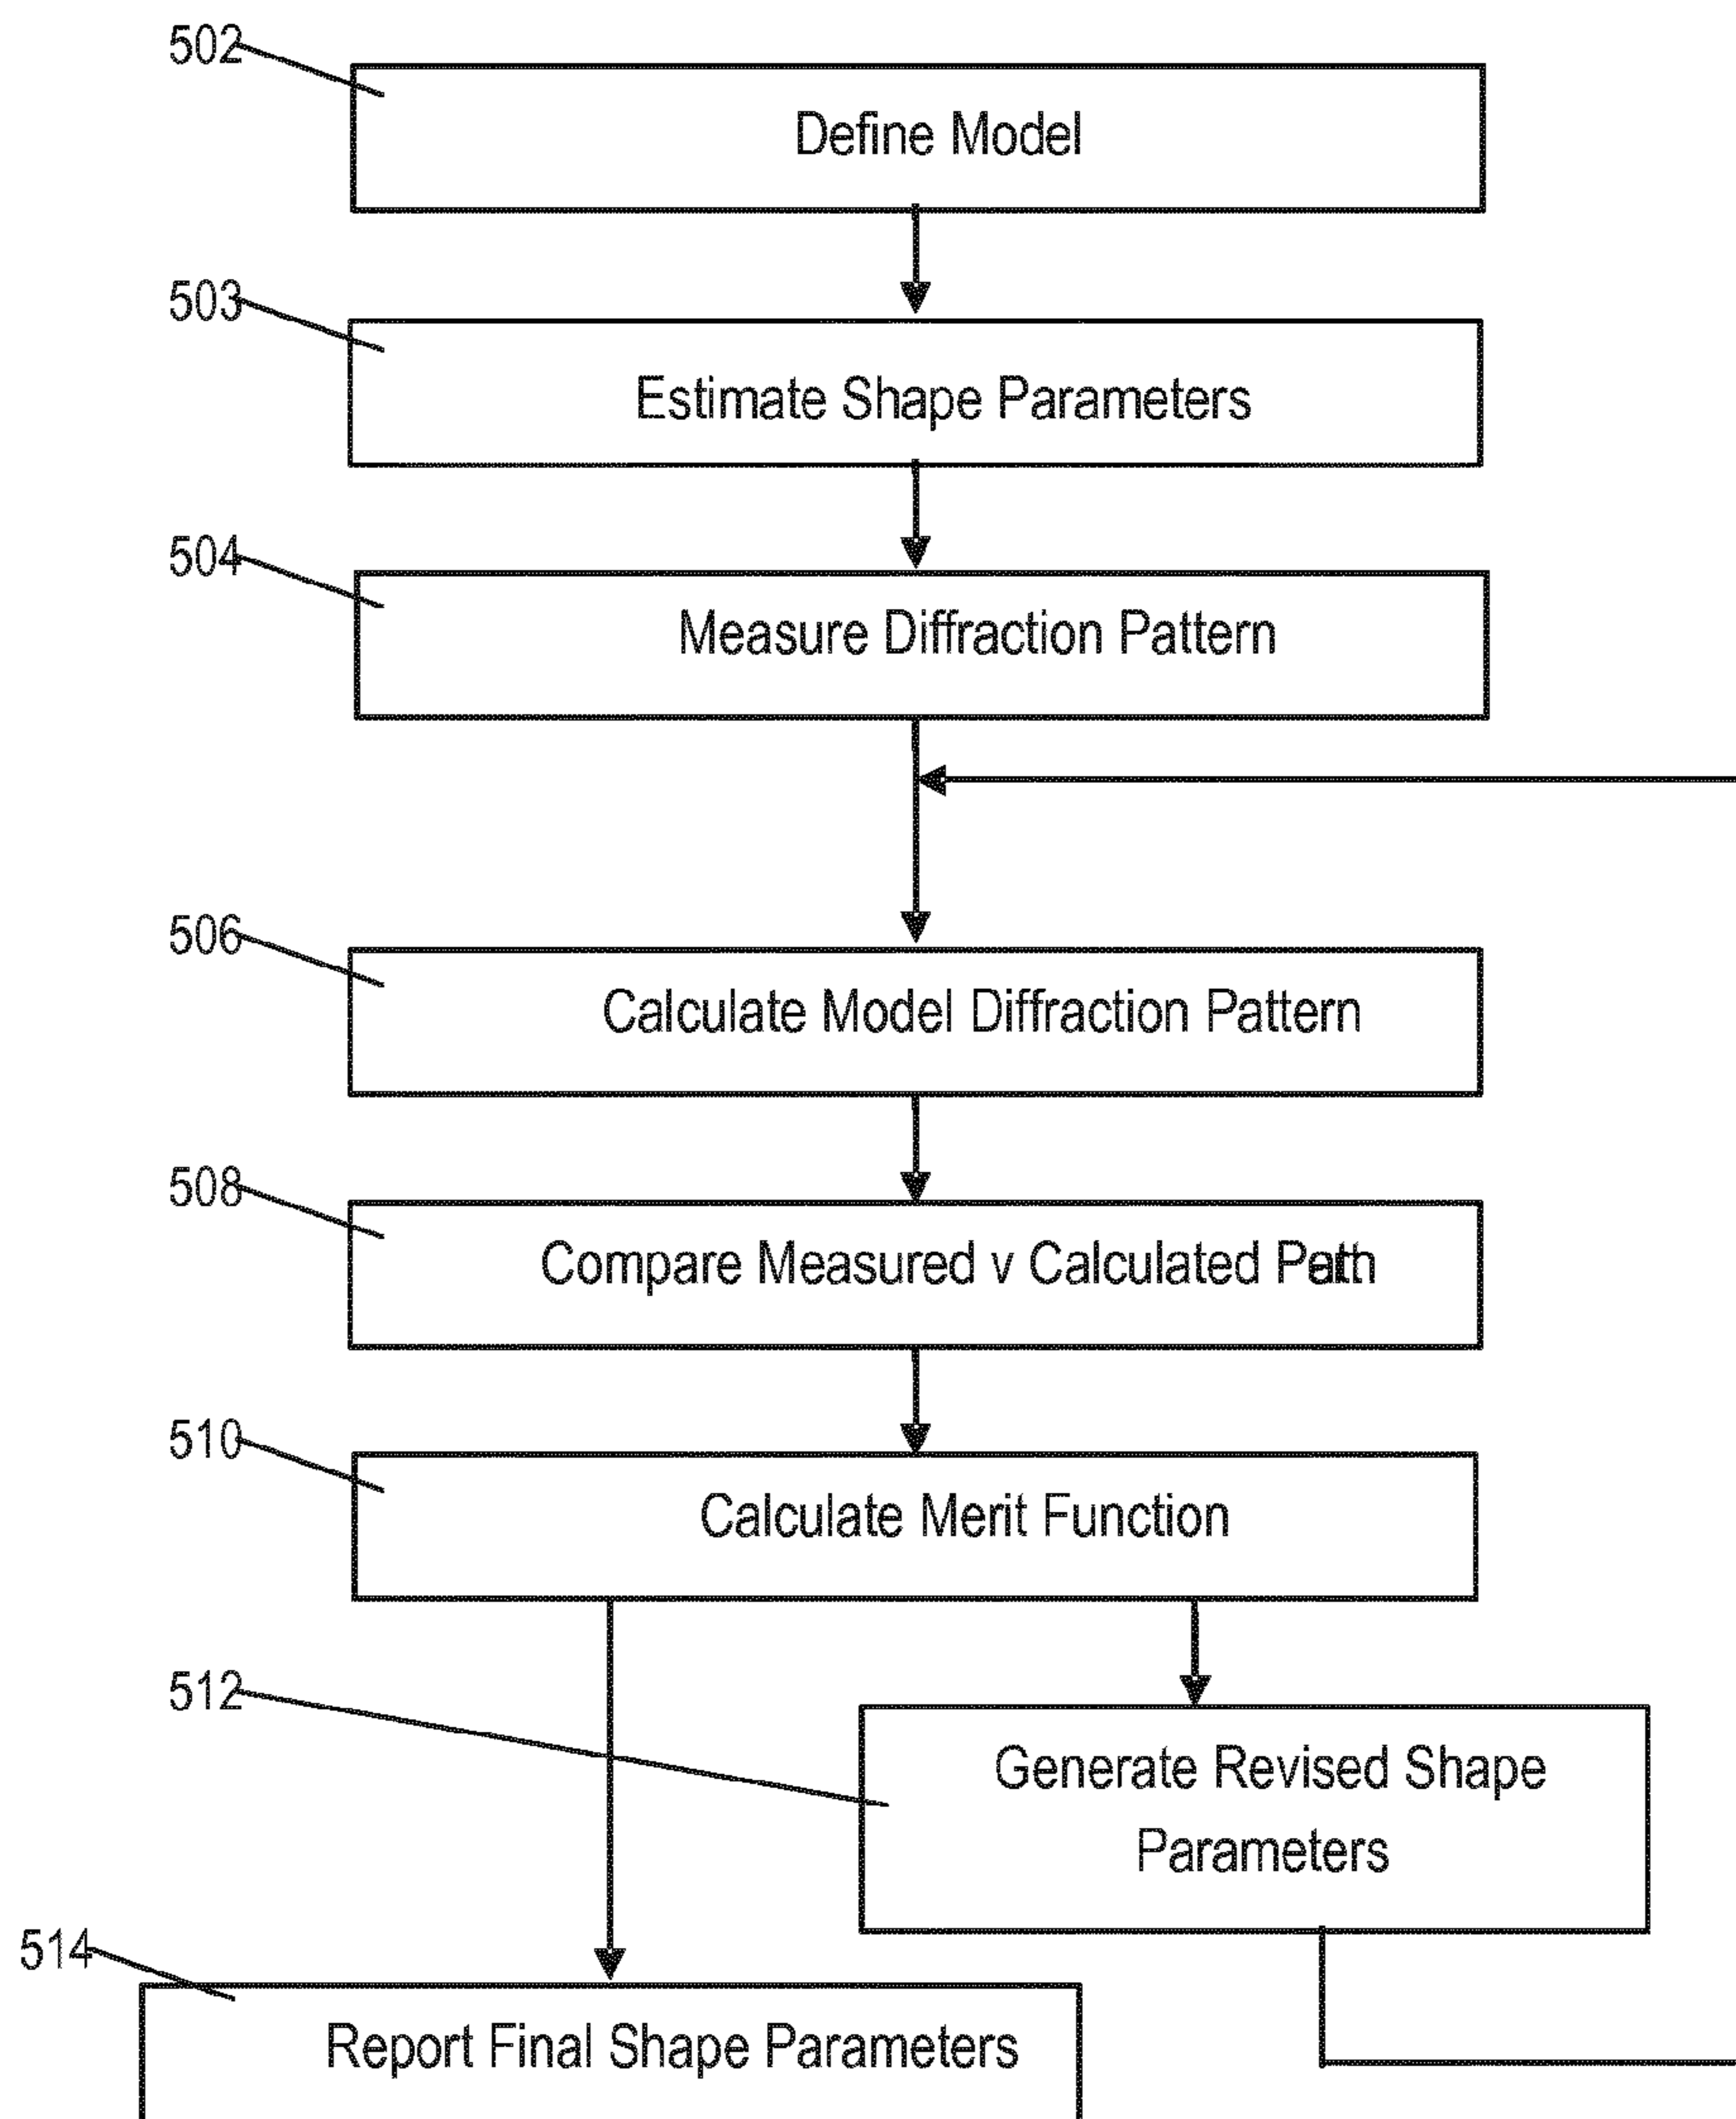 502
Define Model
503
Estimate Shape Parameters
504
Measure Diffraction Pattern
506
Calculate Model Diffraction Pattern
508
Compare Measured v Calculated
510
Calculate Merit Function
512
Generate Revised Shape
Parameters
514
Report Final Shape Parameters